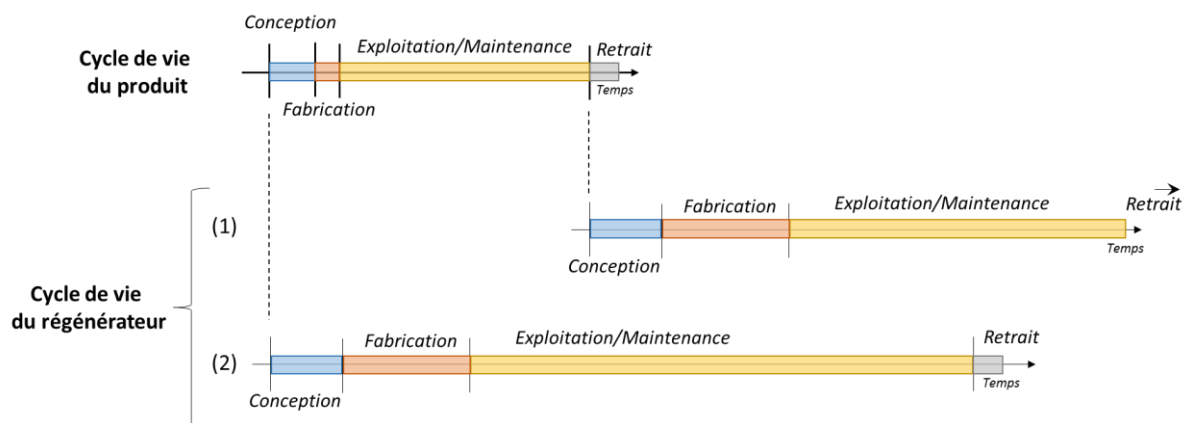 Conception
Exploitation/Maintenance
Retrait
Cycle de vie
du produit
Temps
Fabrication
Retrait
Fabrication
Exploitation/Maintenance
(1)
Temps
Conception
Cycle de vie
du régénérateur
Fabrication
Exploitation/Maintenance
Retrait
(2)
Temps
Conception